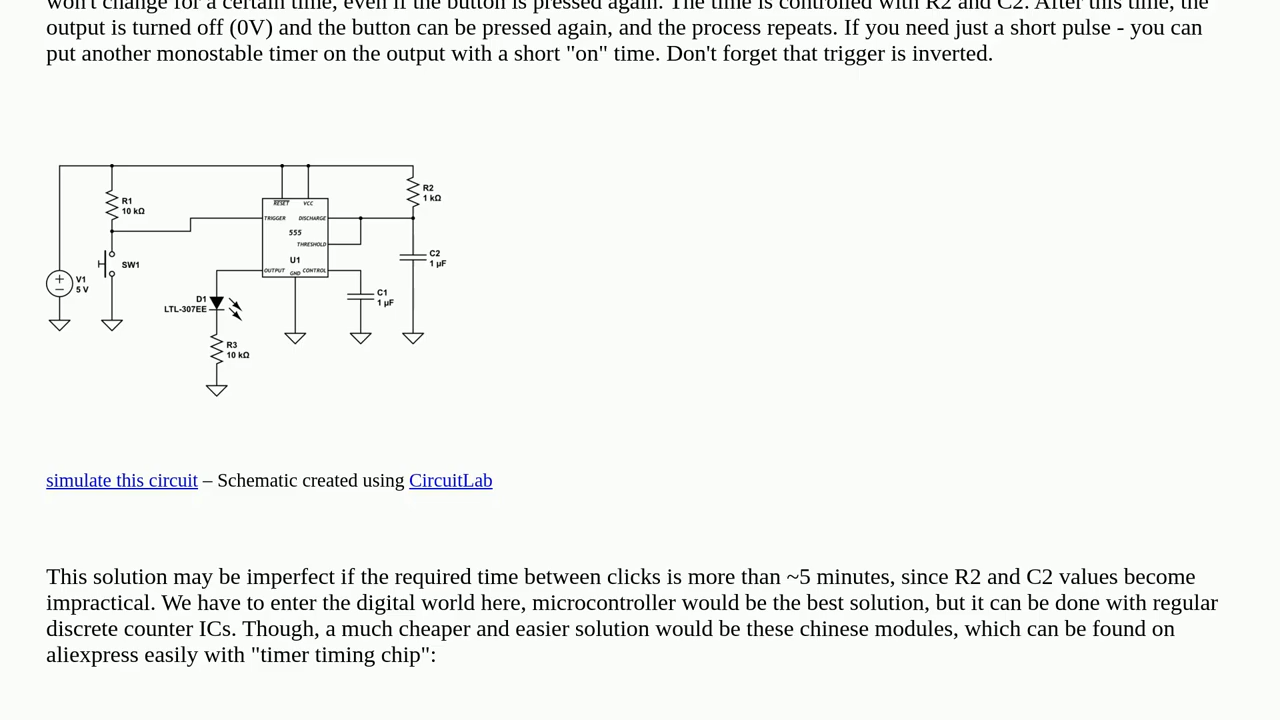 won't change for a certain time, even if the button is pressed again. The time is controlled with R2 and C2. After this time, the
output is turned off (0V) and the button can be pressed again, and the process repeats. If you need just a short pulse - you can
put another monostable timer on the output with a short "on" time. Don't forget that trigger is inverted.
R1
10 kΩ
R2
1 kΩ
RESET
VCC
TRIGGER
DISCHARGE
555
THRESHOLD
U1
OUTPUT
GND
CONTROL
SW1
V1
5 V
C2
1 µF
D1
LTL-307EE
C1
1 µF
R3
10 kΩ
simulate this circuit – Schematic created using CircuitLab
This solution may be imperfect if the required time between clicks is more than ~5 minutes, since R2 and C2 values become
impractical. We have to enter the digital world here, microcontroller would be the best solution, but it can be done with regular
discrete counter ICs. Though, a much cheaper and easier solution would be these chinese modules, which can be found on
aliexpress easily with "timer timing chip":